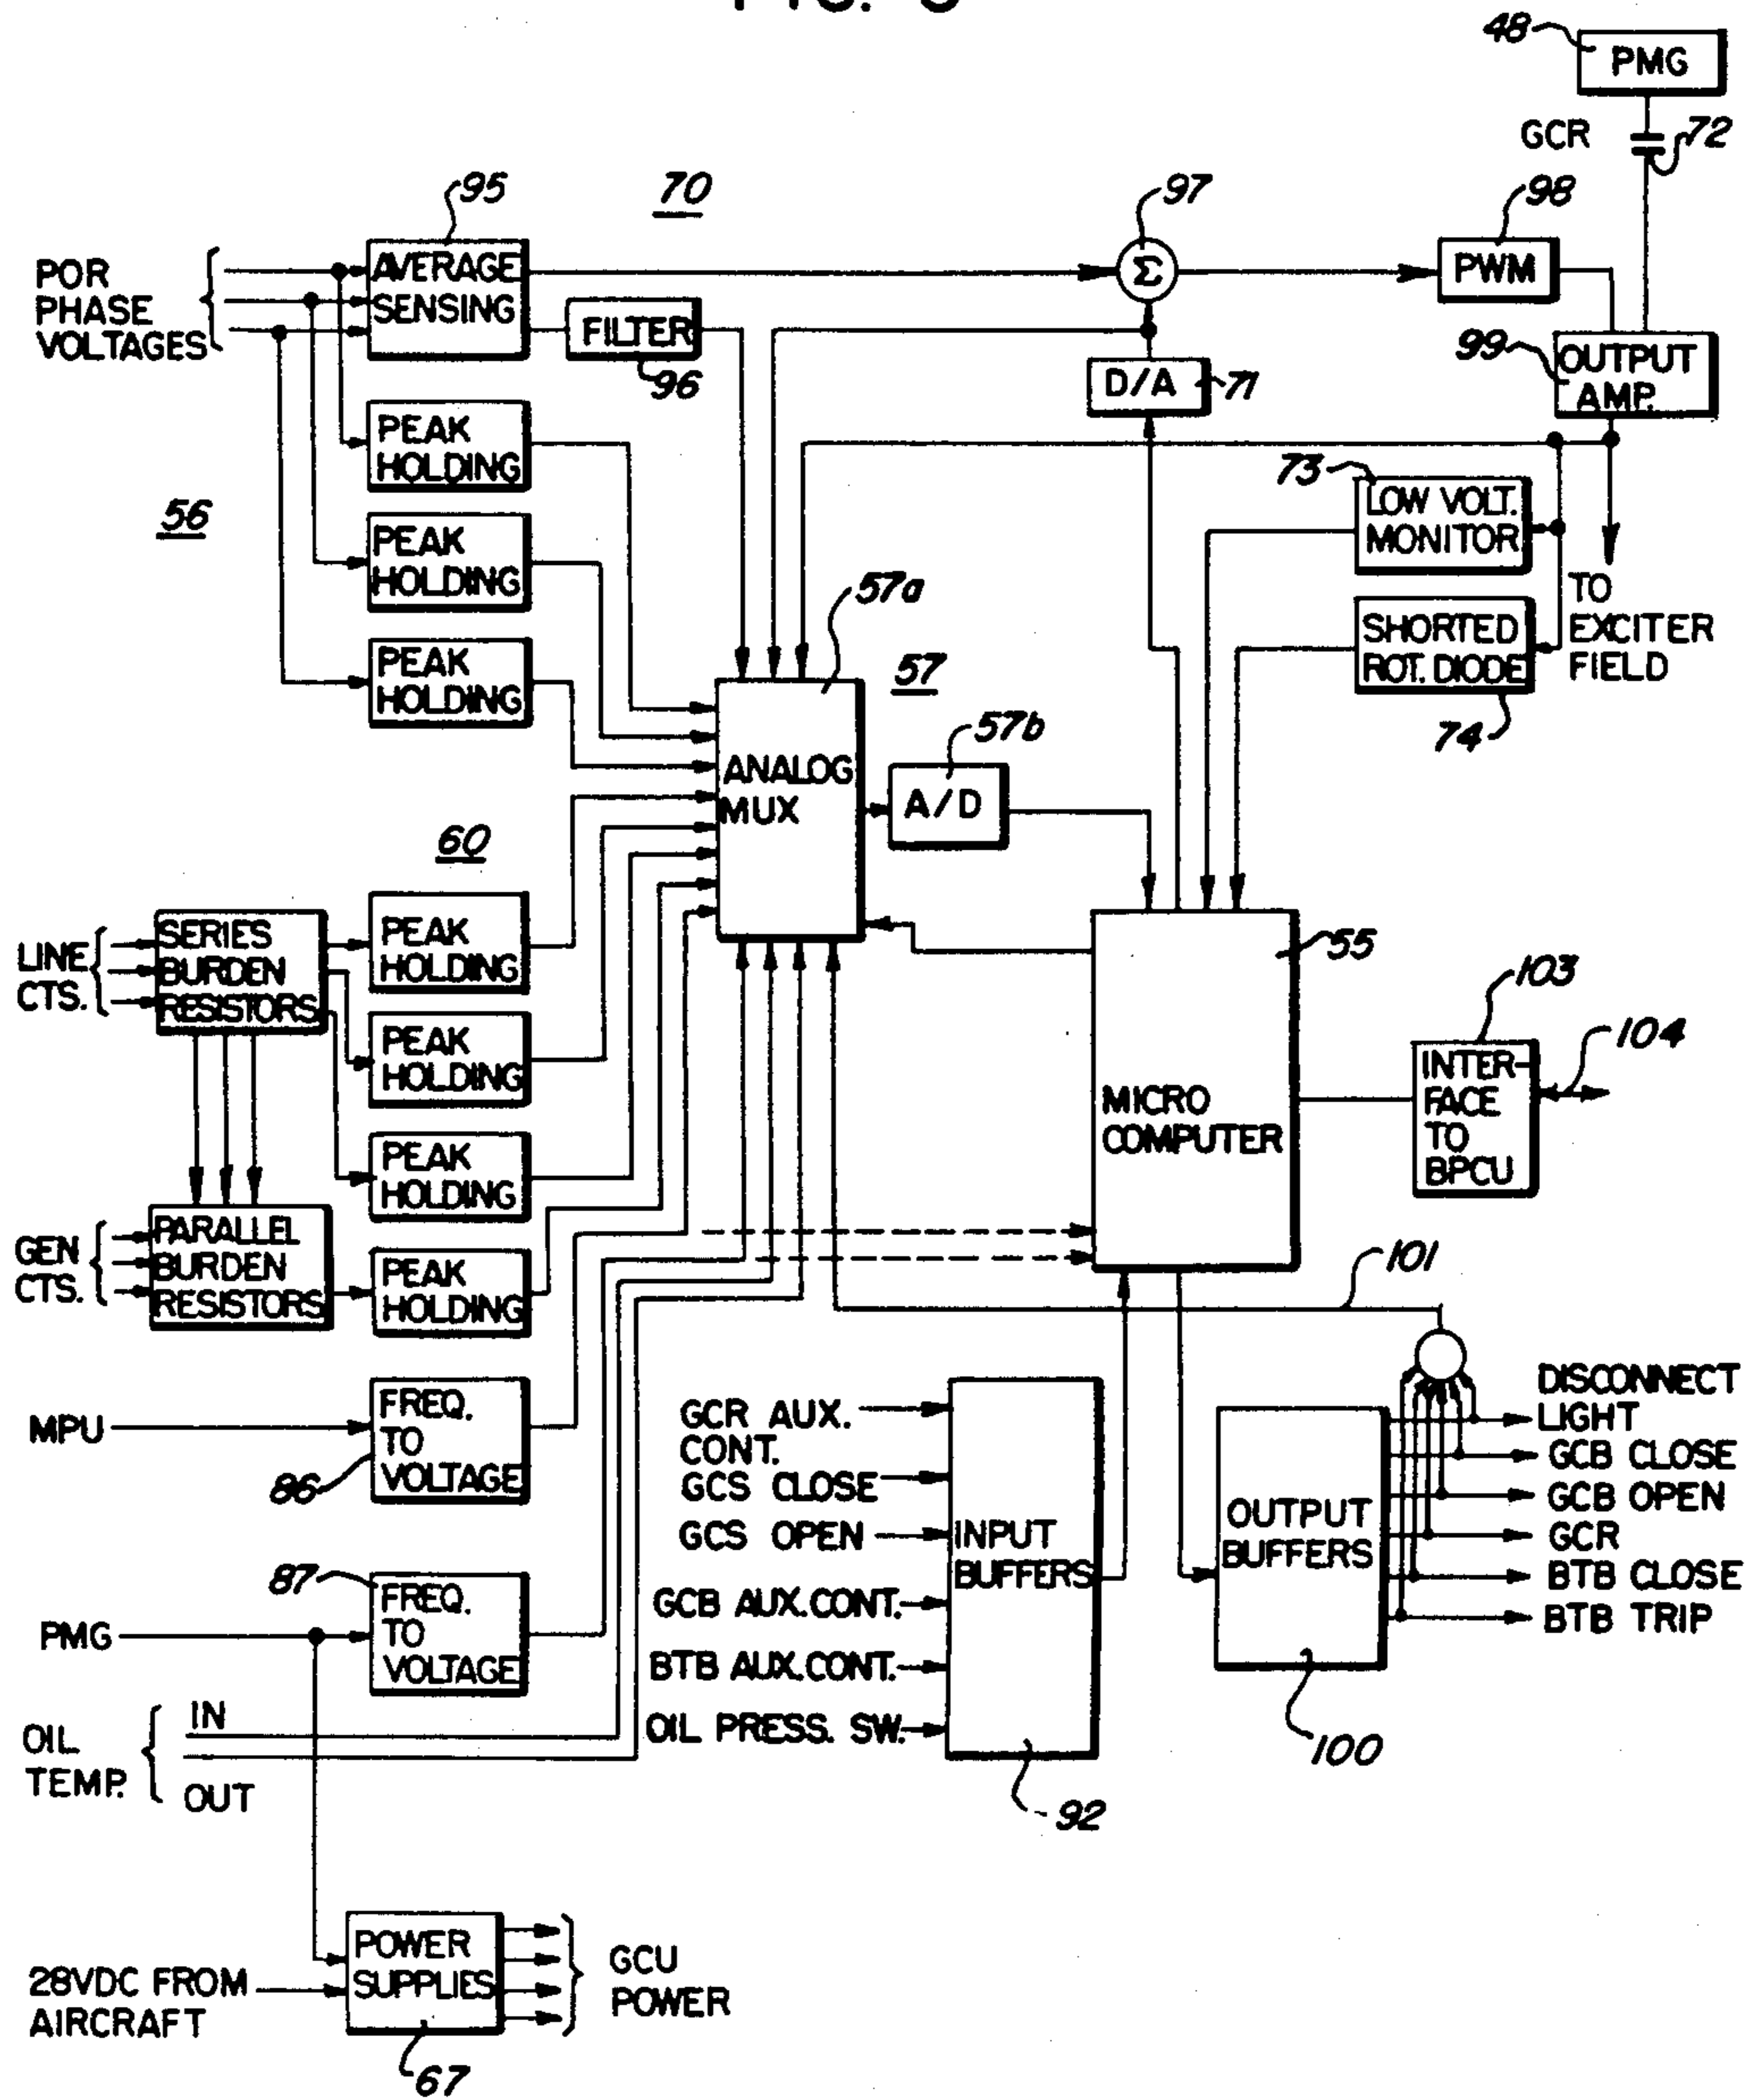 48
PMG
GCR
72
95
70
97
98
POR
PHASE
VOLTAGES
AVERAGE
SENSING
Σ
PWM
FILTER
96
D/A
71
99
OUTPUT
AMP.
PEAK
HOLDING
73
LOW VOLT.
MONITOR
56
PEAK
HOLDING
57a
TO
EXCITER
FIELD
PEAK
HOLDING
57
SHORTED
ROT. DIODE
74
57b
ANALOG
MUX
A/D
60
LINE
CTS.
SERIES
BURDEN
RESISTORS
PEAK
HOLDING
55
103
104
PEAK
HOLDING
MICRO
COMPUTER
INTER-
FACE
TO
BPCU
PEAK
HOLDING
GEN
CTS.
PARALLEL
BURDEN
RESISTORS
PEAK
HOLDING
101
MPU
FREQ.
TO
VOLTAGE
86
GCR AUX.
CONT.
GCS CLOSE
GCS OPEN
GCB AUX. CONT.
BTB AUX. CONT.
OIL PRESS. SW.
INPUT
BUFFERS
92
OUTPUT
BUFFERS
100
DISCONNECT
LIGHT
GCB CLOSE
GCB OPEN
GCR
BTB CLOSE
BTB TRIP
87
PMG
FREQ.
TO
VOLTAGE
OIL
TEMP.
IN
OUT
28VDC FROM
AIRCRAFT
POWER
SUPPLIES
67
GCU
POWER